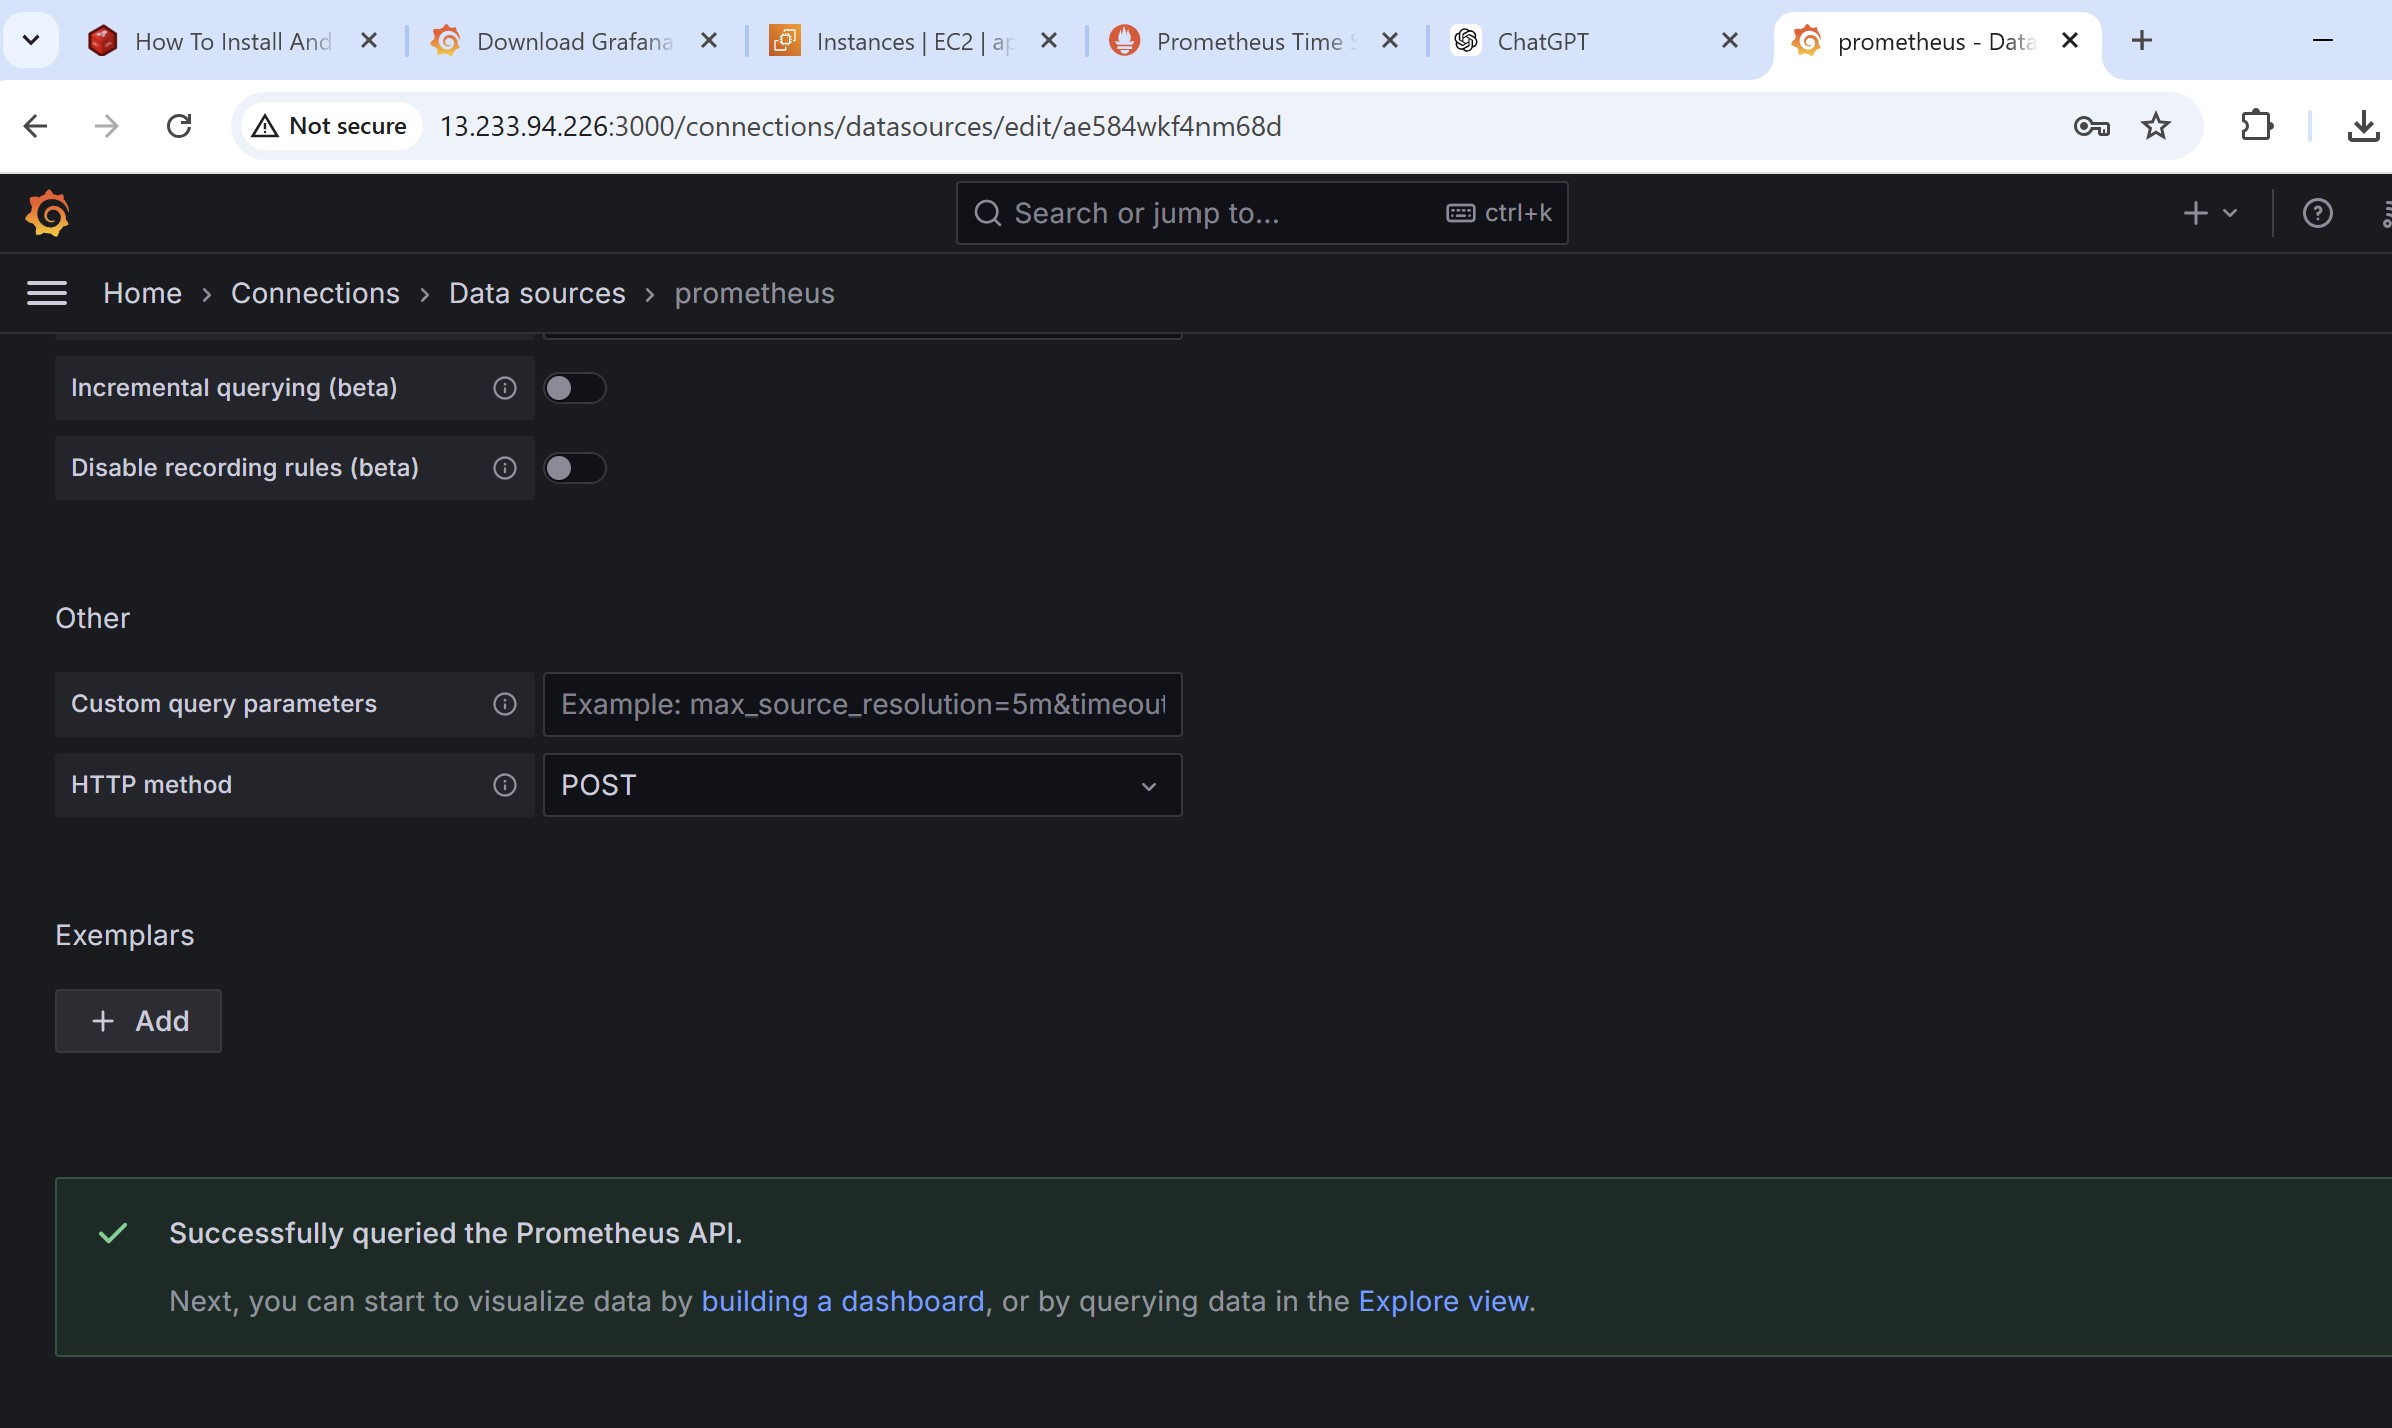 How To Install And
Download Grafana
Instances | EC2 | ap
Prometheus Time S
ChatGPT
prometheus - Data
Not secure
13.233.94.226:3000/connections/datasources/edit/ae584wkf4nm68d
Search or jump to...
ctrl+k
Home › Connections › Data sources › prometheus
Incremental querying (beta)
Disable recording rules (beta)
Other
Custom query parameters
Example: max_source_resolution=5m&timeout
HTTP method
POST
Exemplars
+ Add
Successfully queried the Prometheus API.
Next, you can start to visualize data by building a dashboard, or by querying data in the Explore view.